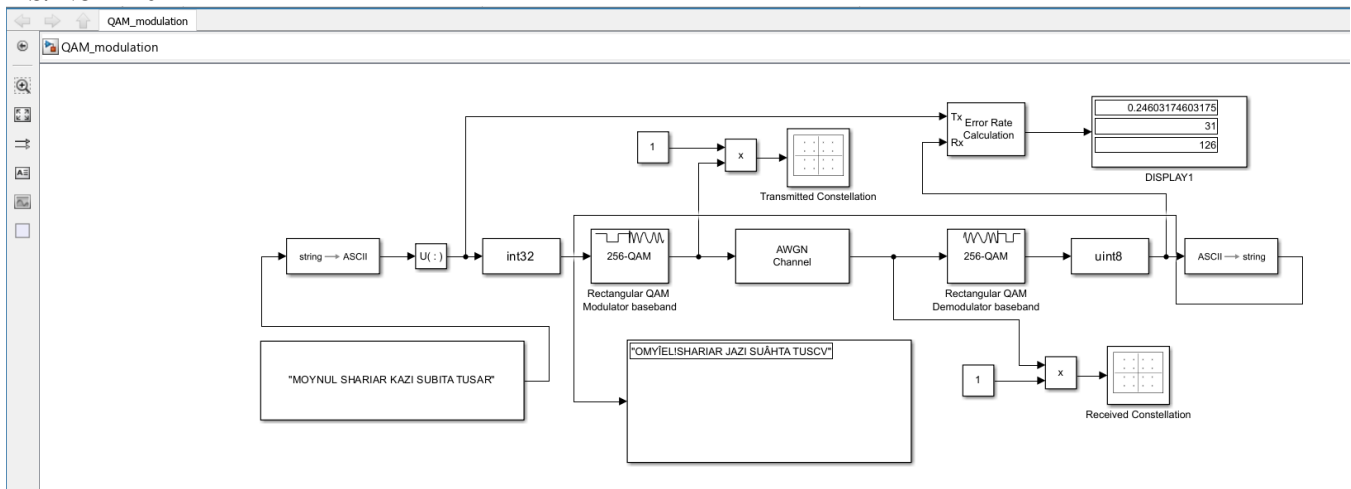 QAM_modulation
QAM_modulation
0.24603174603175
31
126
DISPLAY1
Tx
Rx
Error Rate
Calculation
1
x
Transmitted Constellation
string → ASCII
U( : )
int32
256-QAM
Rectangular QAM
Modulator baseband
AWGN
Channel
256-QAM
Rectangular QAM
Demodulator baseband
uint8
ASCII → string
"MOYNUL SHARIAR KAZI SUBITA TUSAR"
"OMYÎEL!SHARIAR JAZI SUÂHTA TUSCV"
1
x
Received Constellation